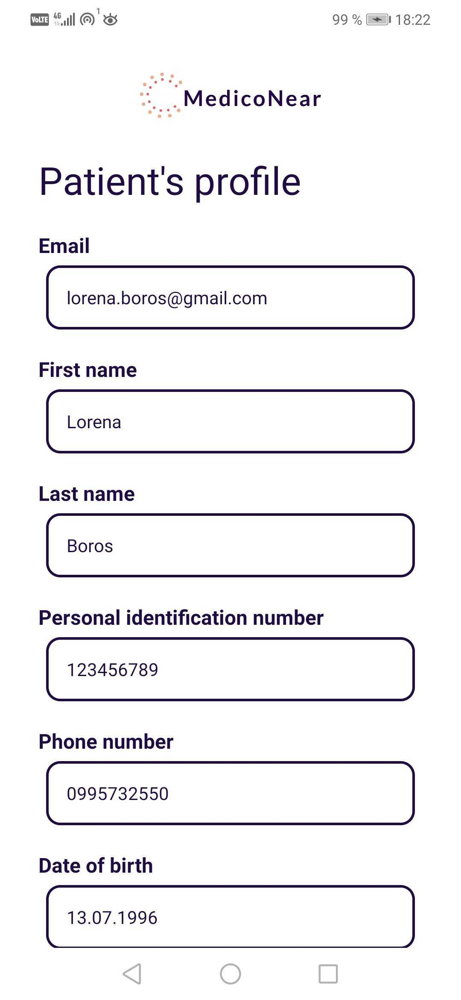 VoLTE 4G 1 99 % 18:22
MedicoNear
Patient's profile
Email
lorena.boros@gmail.com
First name
Lorena
Last name
Boros
Personal identification number
123456789
Phone number
0995732550
Date of birth
13.07.1996